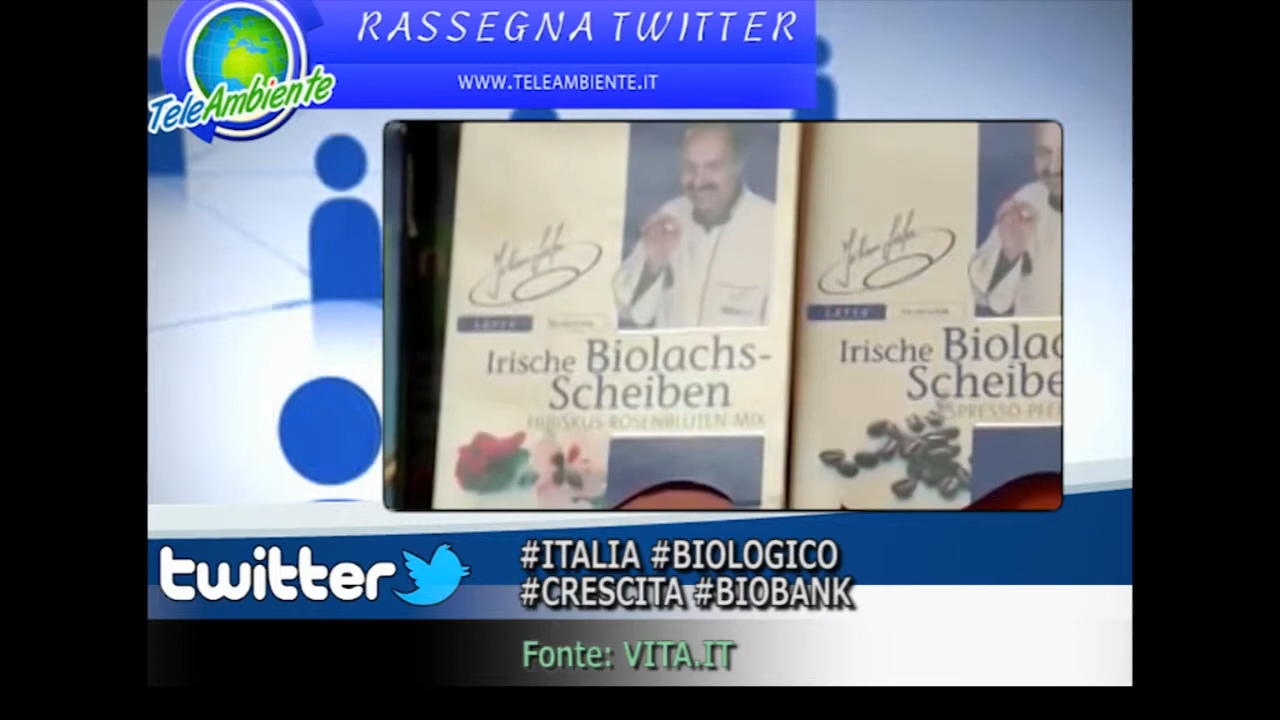 RASSEGNA TWITTER
WWW.TELEAMBIENTE.IT
TeleAmbiente
Irische Biolachs-
Scheiben
HIBISKUS-ROSENBLÜTEN-MIX
Irische Biolac
Scheibe
twitter
#ITALIA #BIOLOGICO
#CRESCITA #BIOBANK
Fonte: VITA.IT